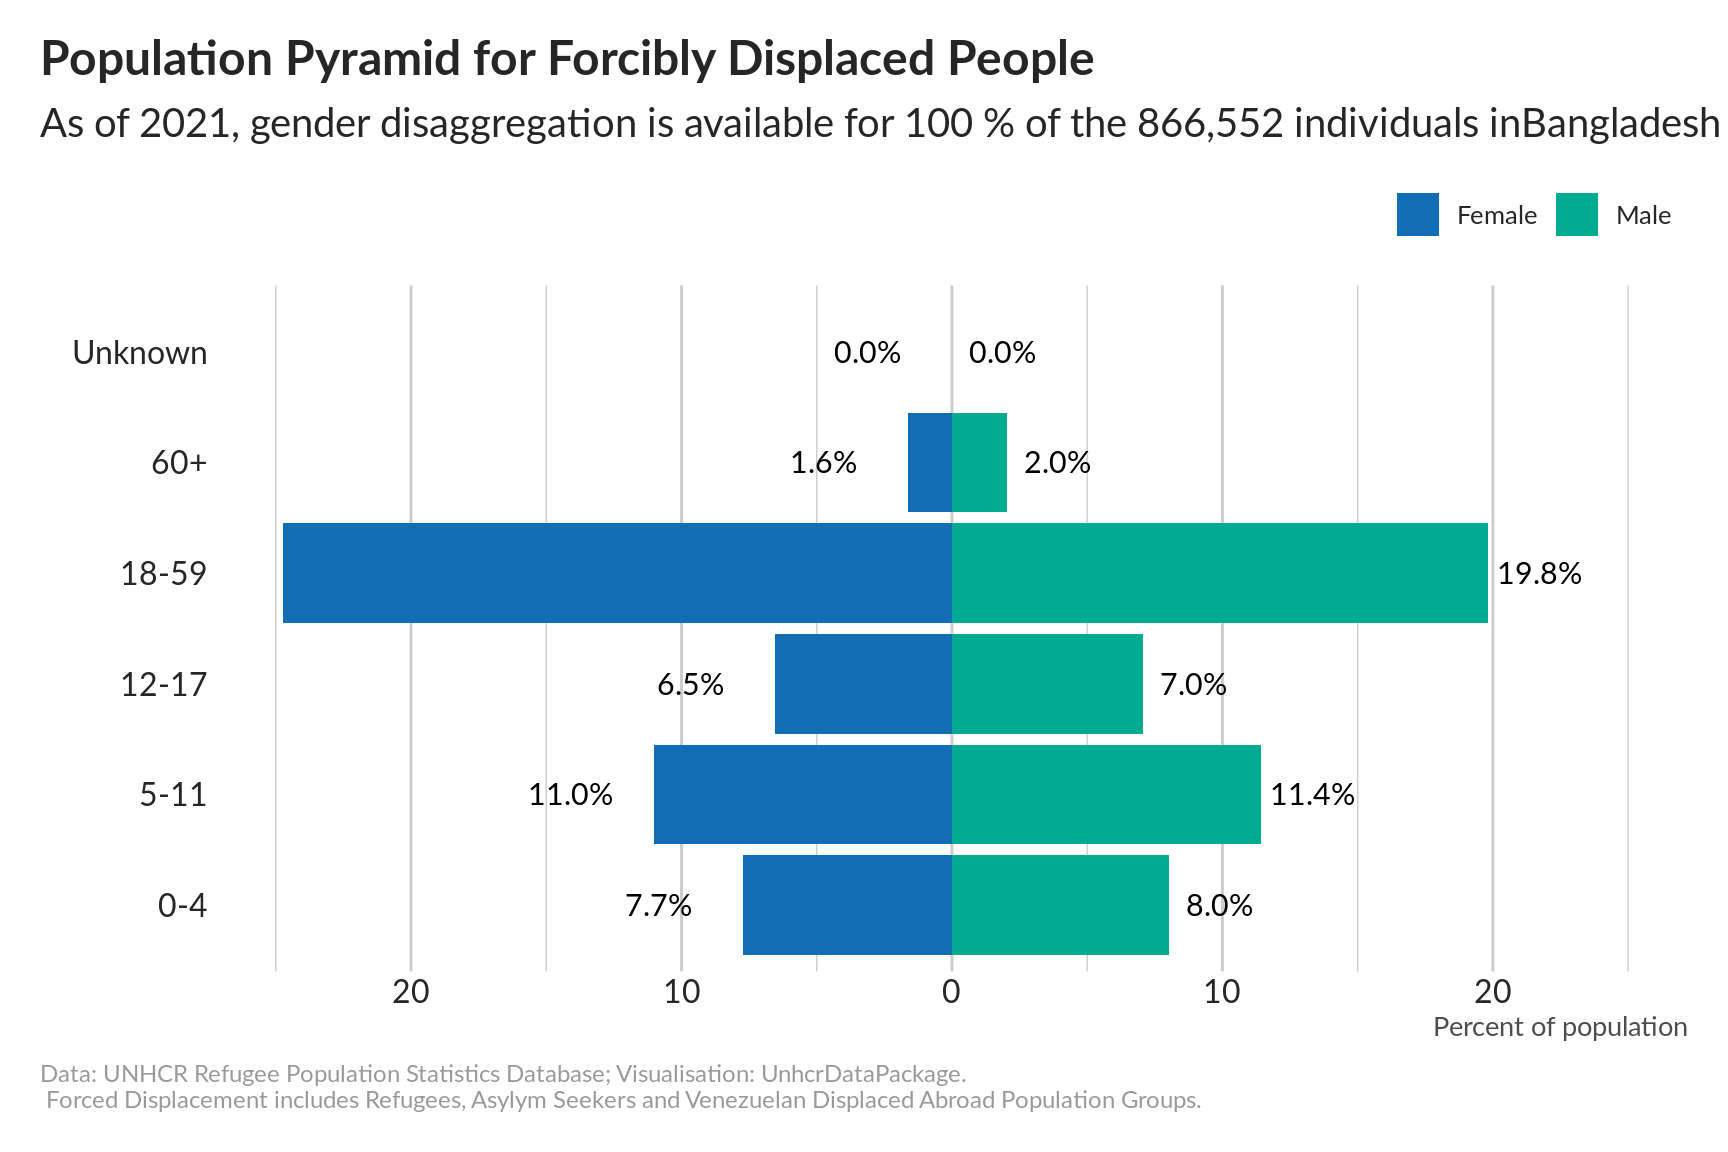 Population Pyramid for Forcibly Displaced People
As of 2021, gender disaggregation is available for 100 % of the 866,552 individuals inBangladesh
Female Male
Unknown 0.0% 0.0%
60+ 1.6% 2.0%
18-59 19.8%
12-17 6.5% 7.0%
5-11 11.0% 11.4%
0-4 7.7% 8.0%
20 10 0 10 20
Percent of population
Data: UNHCR Refugee Population Statistics Database; Visualisation: UnhcrDataPackage.
Forced Displacement includes Refugees, Asylym Seekers and Venezuelan Displaced Abroad Population Groups.